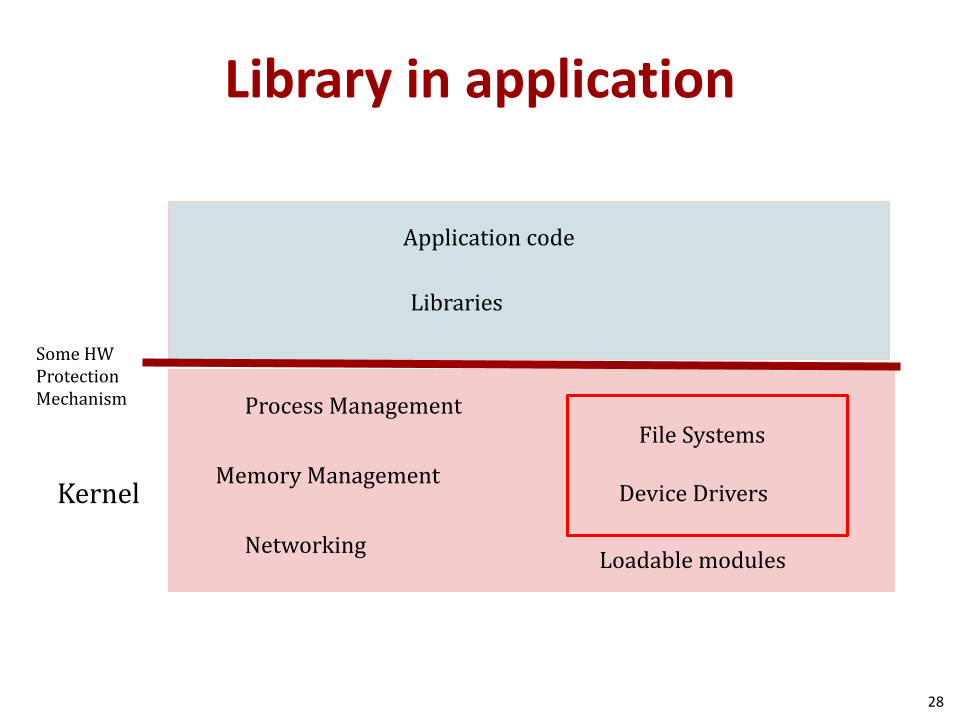 Library in application
Application code
Libraries
Some HW
Protection
Mechanism
Process Management
File Systems
Memory Management
Kernel
Device Drivers
Networking
Loadable modules
28